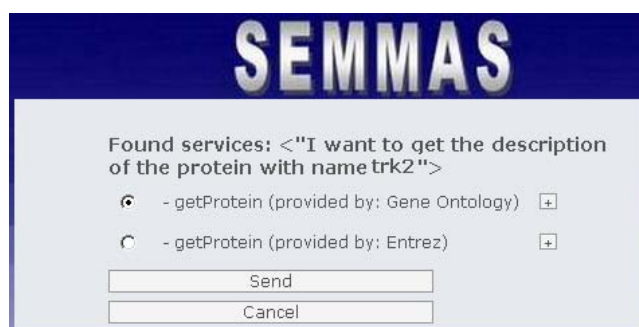 SEMMAS
Found services: <"I want to get the description
of the protein with name trk2">
- getProtein (provided by: Gene Ontology) +
- getProtein (provided by: Entrez) +
Send
Cancel